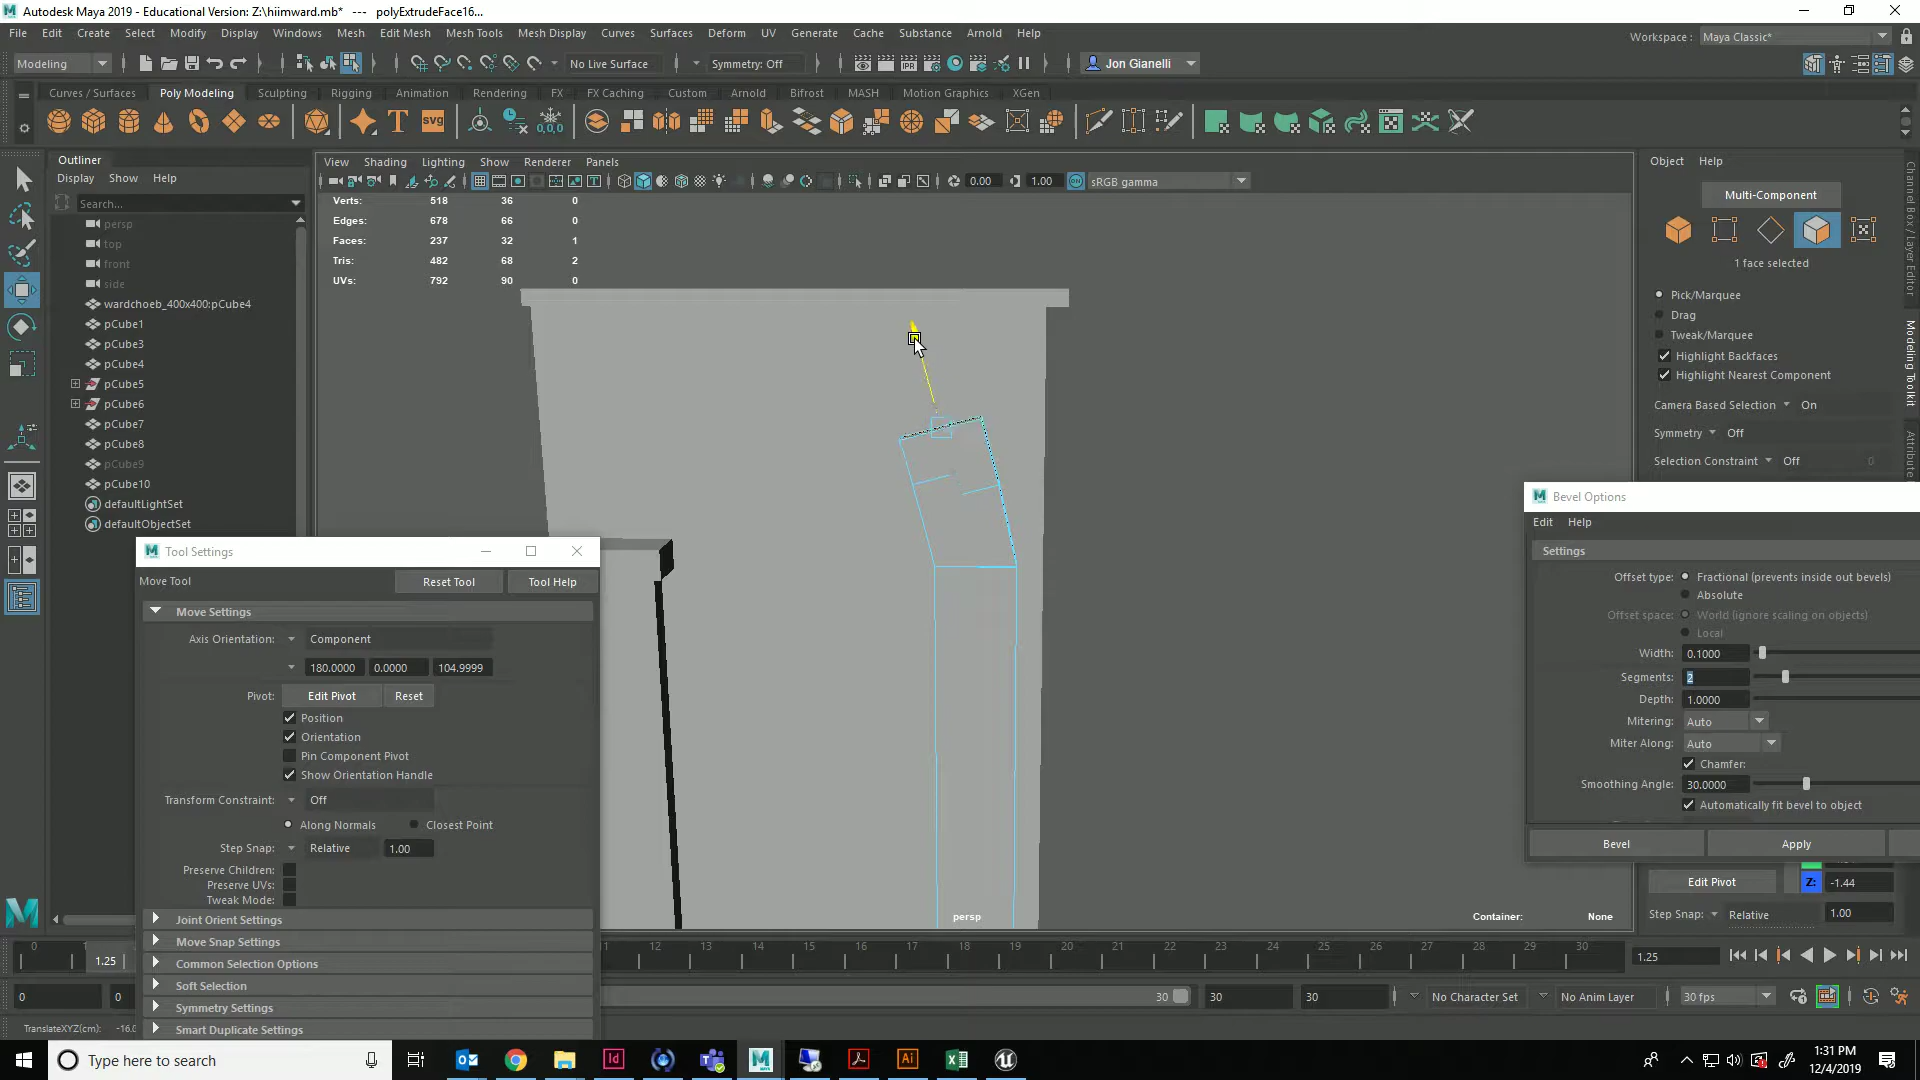 Autodesk Maya 2019 - Educational Version: Z:\hiimward.mb* --- polyExtrudeFace16...
File Edit Create Select Modify Display Windows Mesh Edit Mesh Mesh Tools Mesh Display Curves Surfaces Deform UV Generate Cache Substance Arnold Help
Workspace : Maya Classic*
Modeling No Live Surface Symmetry: Off Jon Gianelli
Curves / Surfaces Poly Modeling Sculpting Rigging Animation Rendering FX FX Caching Custom Arnold Bifrost MASH Motion Graphics XGen
Outliner
Display Show Help
Search...
persp
top
front
side
wardchoeb_400x400:pCube4
pCube1
pCube3
pCube4
pCube5
pCube6
pCube7
pCube8
pCube9
pCube10
defaultLightSet
defaultObjectSet
View Shading Lighting Show Renderer Panels
0.00 1.00 sRGB gamma
Verts: 518 36 0
Edges: 678 66 0
Faces: 237 32 1
Tris: 482 68 2
UVs: 792 90 0
persp
Container: None
Object Help
Multi-Component
1 face selected
Pick/Marquee
Drag
Tweak/Marquee
Highlight Backfaces
Highlight Nearest Component
Camera Based Selection On
Symmetry Off
Selection Constraint Off 0
Channel Box / Layer Editor
Modeling Toolkit
Tool Settings
Move Tool Reset Tool Tool Help
Move Settings
Axis Orientation: Component
180.0000 0.0000 104.9999
Pivot: Edit Pivot Reset
Position
Orientation
Pin Component Pivot
Show Orientation Handle
Transform Constraint: Off
Along Normals Closest Point
Step Snap: Relative 1.00
Preserve Children:
Preserve UVs:
Tweak Mode:
Joint Orient Settings
Move Snap Settings
Common Selection Options
Soft Selection
Symmetry Settings
Smart Duplicate Settings
Bevel Options
Edit Help
Settings
Offset type: Fractional (prevents inside out bevels)
Absolute
Offset space: World (ignore scaling on objects)
Local
Width: 0.1000
Segments: 2
Depth: 1.0000
Mitering: Auto
Miter Along: Auto
Chamfer:
Smoothing Angle: 30.0000
Automatically fit bevel to object
Bevel Apply
Edit Pivot Z: -1.44
Step Snap: Relative 1.00
0 1.25 12 13 14 15 16 17 18 19 20 21 22 23 24 25 26 27 28 29 30 1.25
0 0 30 30 30 No Character Set No Anim Layer 30 fps
TranslateXYZ(cm):
Type here to search
1:31 PM
12/4/2019